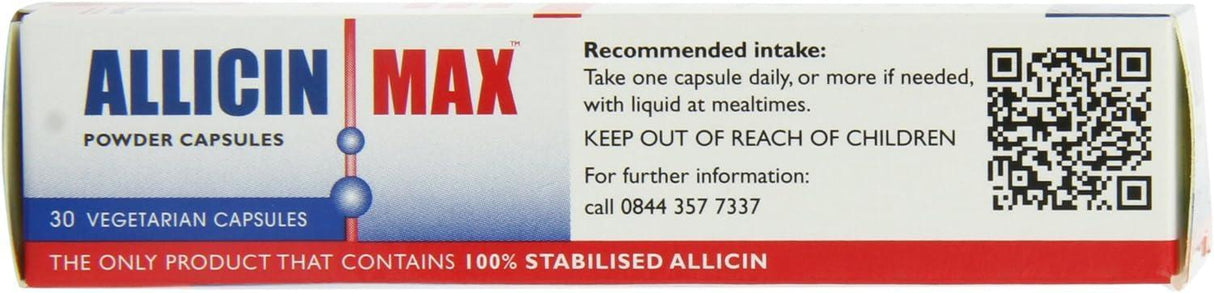 ALLICIN MAX™
POWDER CAPSULES
30 VEGETARIAN CAPSULES
Recommended intake:
Take one capsule daily, or more if needed,
with liquid at mealtimes.
KEEP OUT OF REACH OF CHILDREN
For further information:
call 0844 357 7337
THE ONLY PRODUCT THAT CONTAINS 100% STABILISED ALLICIN